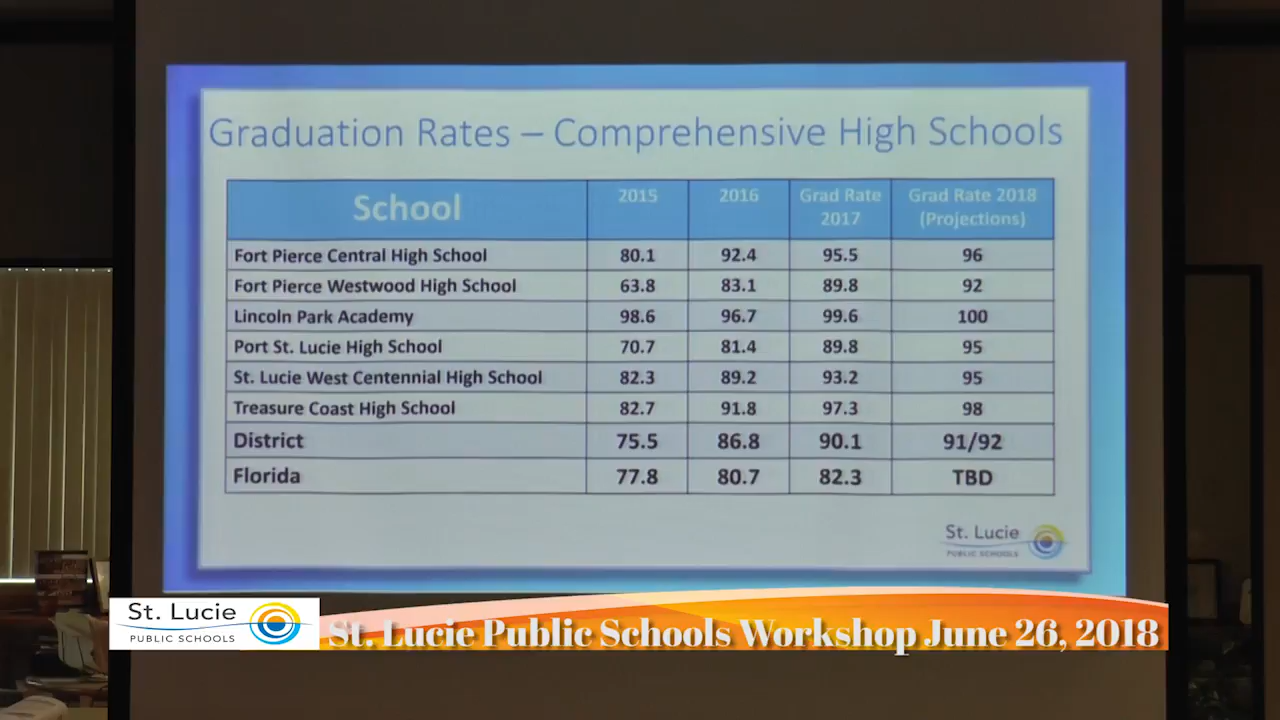 Graduation Rates – Comprehensive High Schools
School 2015 2016 Grad Rate 2017 Grad Rate 2018 (Projections)
Fort Pierce Central High School 80.1 92.4 95.5 96
Fort Pierce Westwood High School 63.8 83.1 89.8 92
Lincoln Park Academy 98.6 96.7 99.6 100
Port St. Lucie High School 70.7 81.4 89.8 95
St. Lucie West Centennial High School 82.3 89.2 93.2 95
Treasure Coast High School 82.7 91.8 97.3 98
District 75.5 86.8 90.1 91/92
Florida 77.8 80.7 82.3 TBD
St. Lucie
PUBLIC SCHOOLS
St. Lucie
PUBLIC SCHOOLS
St. Lucie Public Schools Workshop June 26, 2018